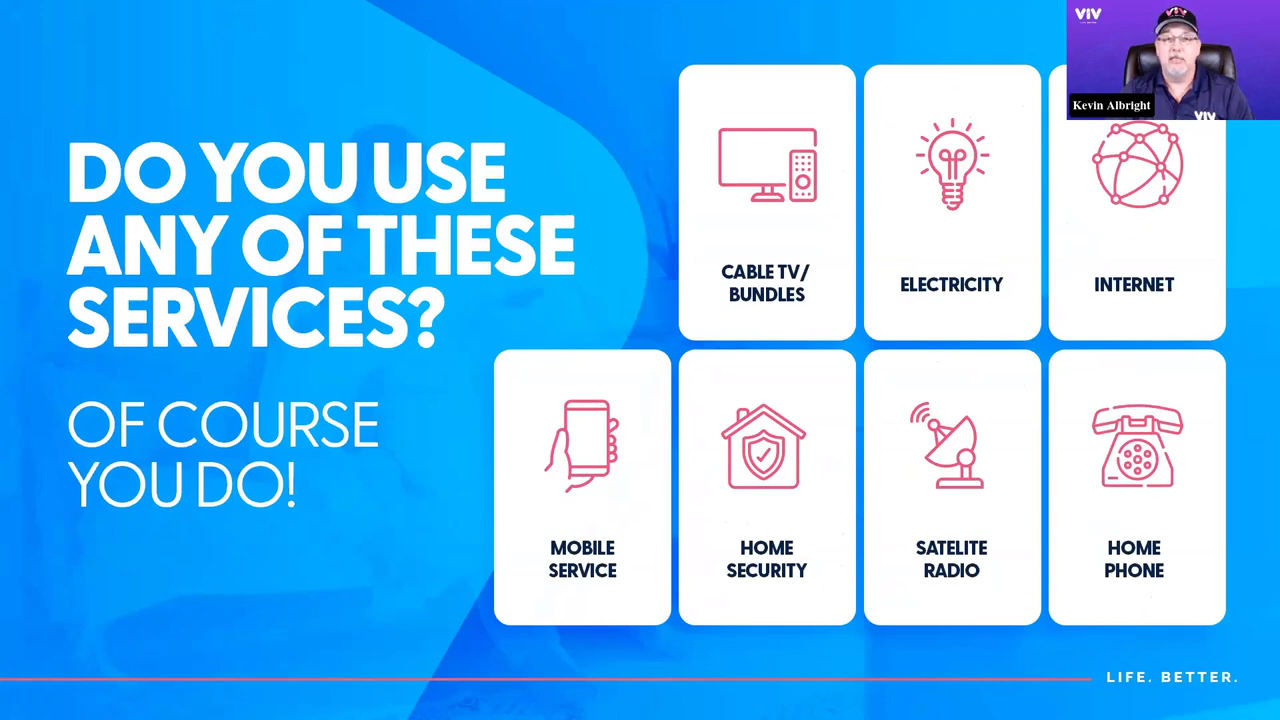 DO YOU USE
ANY OF THESE
SERVICES?
OF COURSE
YOU DO!
CABLE TV/
BUNDLES
ELECTRICITY
INTERNET
MOBILE
SERVICE
HOME
SECURITY
SATELITE
RADIO
HOME
PHONE
LIFE. BETTER.
VIV
Kevin Albright
VIV